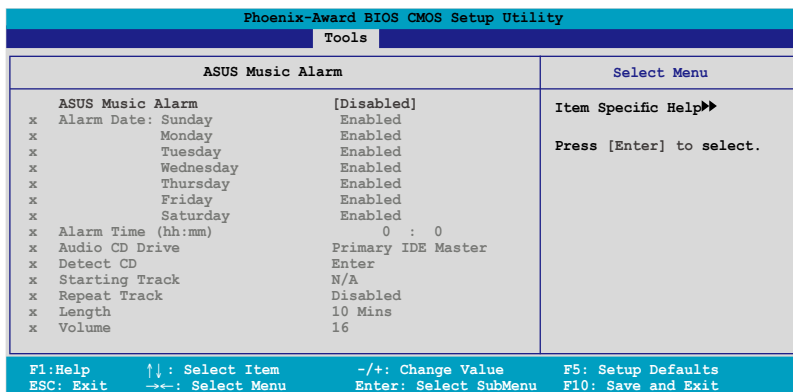 Phoenix-Award BIOS CMOS Setup Utility
Tools
ASUS Music Alarm
Select Menu
ASUS Music Alarm [Disabled]
x Alarm Date: Sunday Enabled
x Monday Enabled
x Tuesday Enabled
x Wednesday Enabled
x Thursday Enabled
x Friday Enabled
x Saturday Enabled
x Alarm Time (hh:mm) 0 : 0
x Audio CD Drive Primary IDE Master
x Detect CD Enter
x Starting Track N/A
x Repeat Track Disabled
x Length 10 Mins
x Volume 16
Item Specific Help▶▶
Press [Enter] to select.
F1:Help ↑↓: Select Item -/+: Change Value F5: Setup Defaults
ESC: Exit →←: Select Menu Enter: Select SubMenu F10: Save and Exit